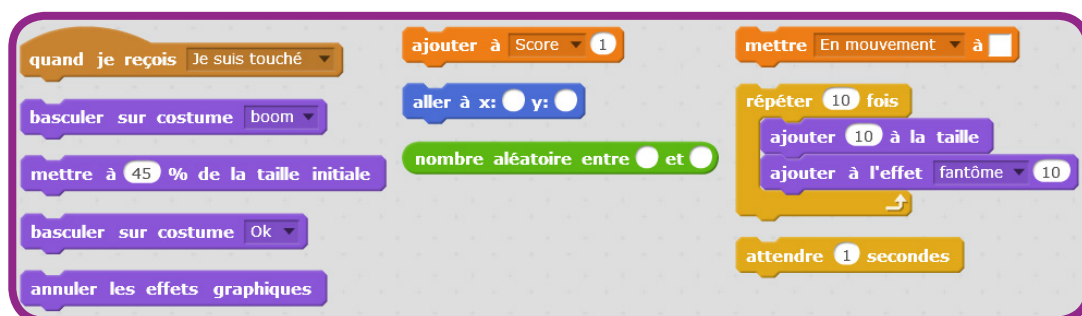 quand je reçois Je suis touché
basculer sur costume boom
mettre à 45 % de la taille initiale
basculer sur costume Ok
annuler les effets graphiques
ajouter à Score 1
aller à x: y:
nombre aléatoire entre et
mettre En mouvement à
répéter 10 fois
ajouter 10 à la taille
ajouter à l'effet fantôme 10
attendre 1 secondes